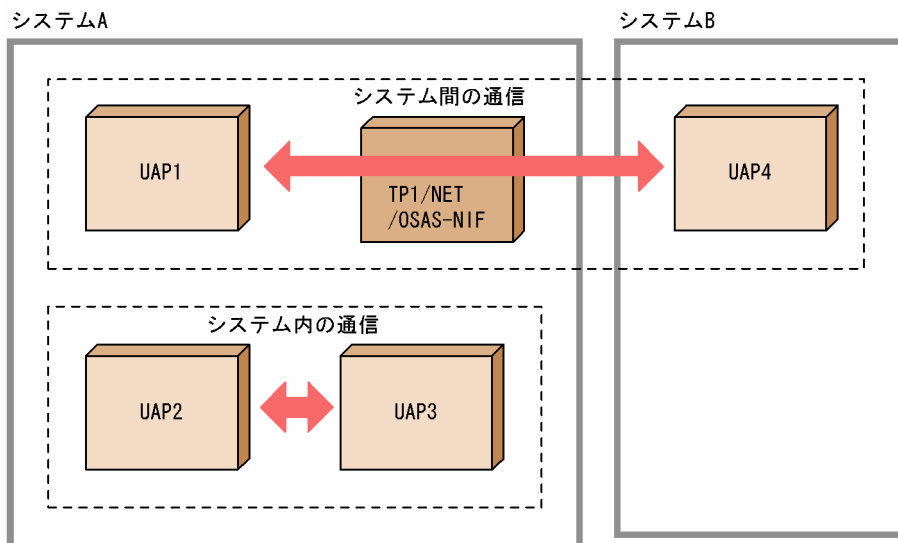 システムA
システムB
システム間の通信
UAP1
TP1/NET
/OSAS-NIF
UAP4
システム内の通信
UAP2
UAP3